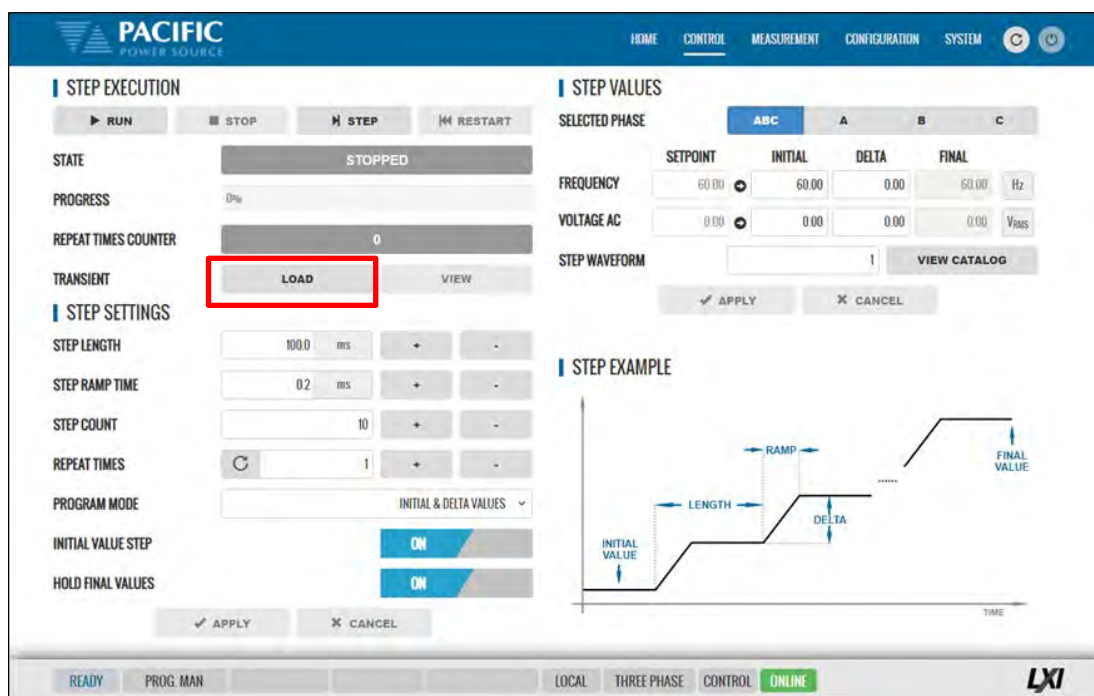 PACIFIC
POWER SOURCE
HOME CONTROL MEASUREMENT CONFIGURATION SYSTEM
STEP EXECUTION
RUN STOP STEP RESTART
STATE STOPPED
PROGRESS 0%
REPEAT TIMES COUNTER 0
TRANSIENT LOAD VIEW
STEP SETTINGS
STEP LENGTH 100.0 ms + -
STEP RAMP TIME 0.2 ms + -
STEP COUNT 10 + -
REPEAT TIMES 1 + -
PROGRAM MODE INITIAL & DELTA VALUES
INITIAL VALUE STEP ON
HOLD FINAL VALUES ON
APPLY CANCEL
STEP VALUES
SELECTED PHASE ABC A B C
SETPOINT INITIAL DELTA FINAL
FREQUENCY 60.00 60.00 0.00 60.00 Hz
VOLTAGE AC 0.00 0.00 0.00 0.00 VRMS
STEP WAVEFORM 1 VIEW CATALOG
APPLY CANCEL
STEP EXAMPLE
RAMP
FINAL
VALUE
LENGTH
DELTA
INITIAL
VALUE
TIME
READY PROG. MAN LOCAL THREE PHASE CONTROL ONLINE LXI